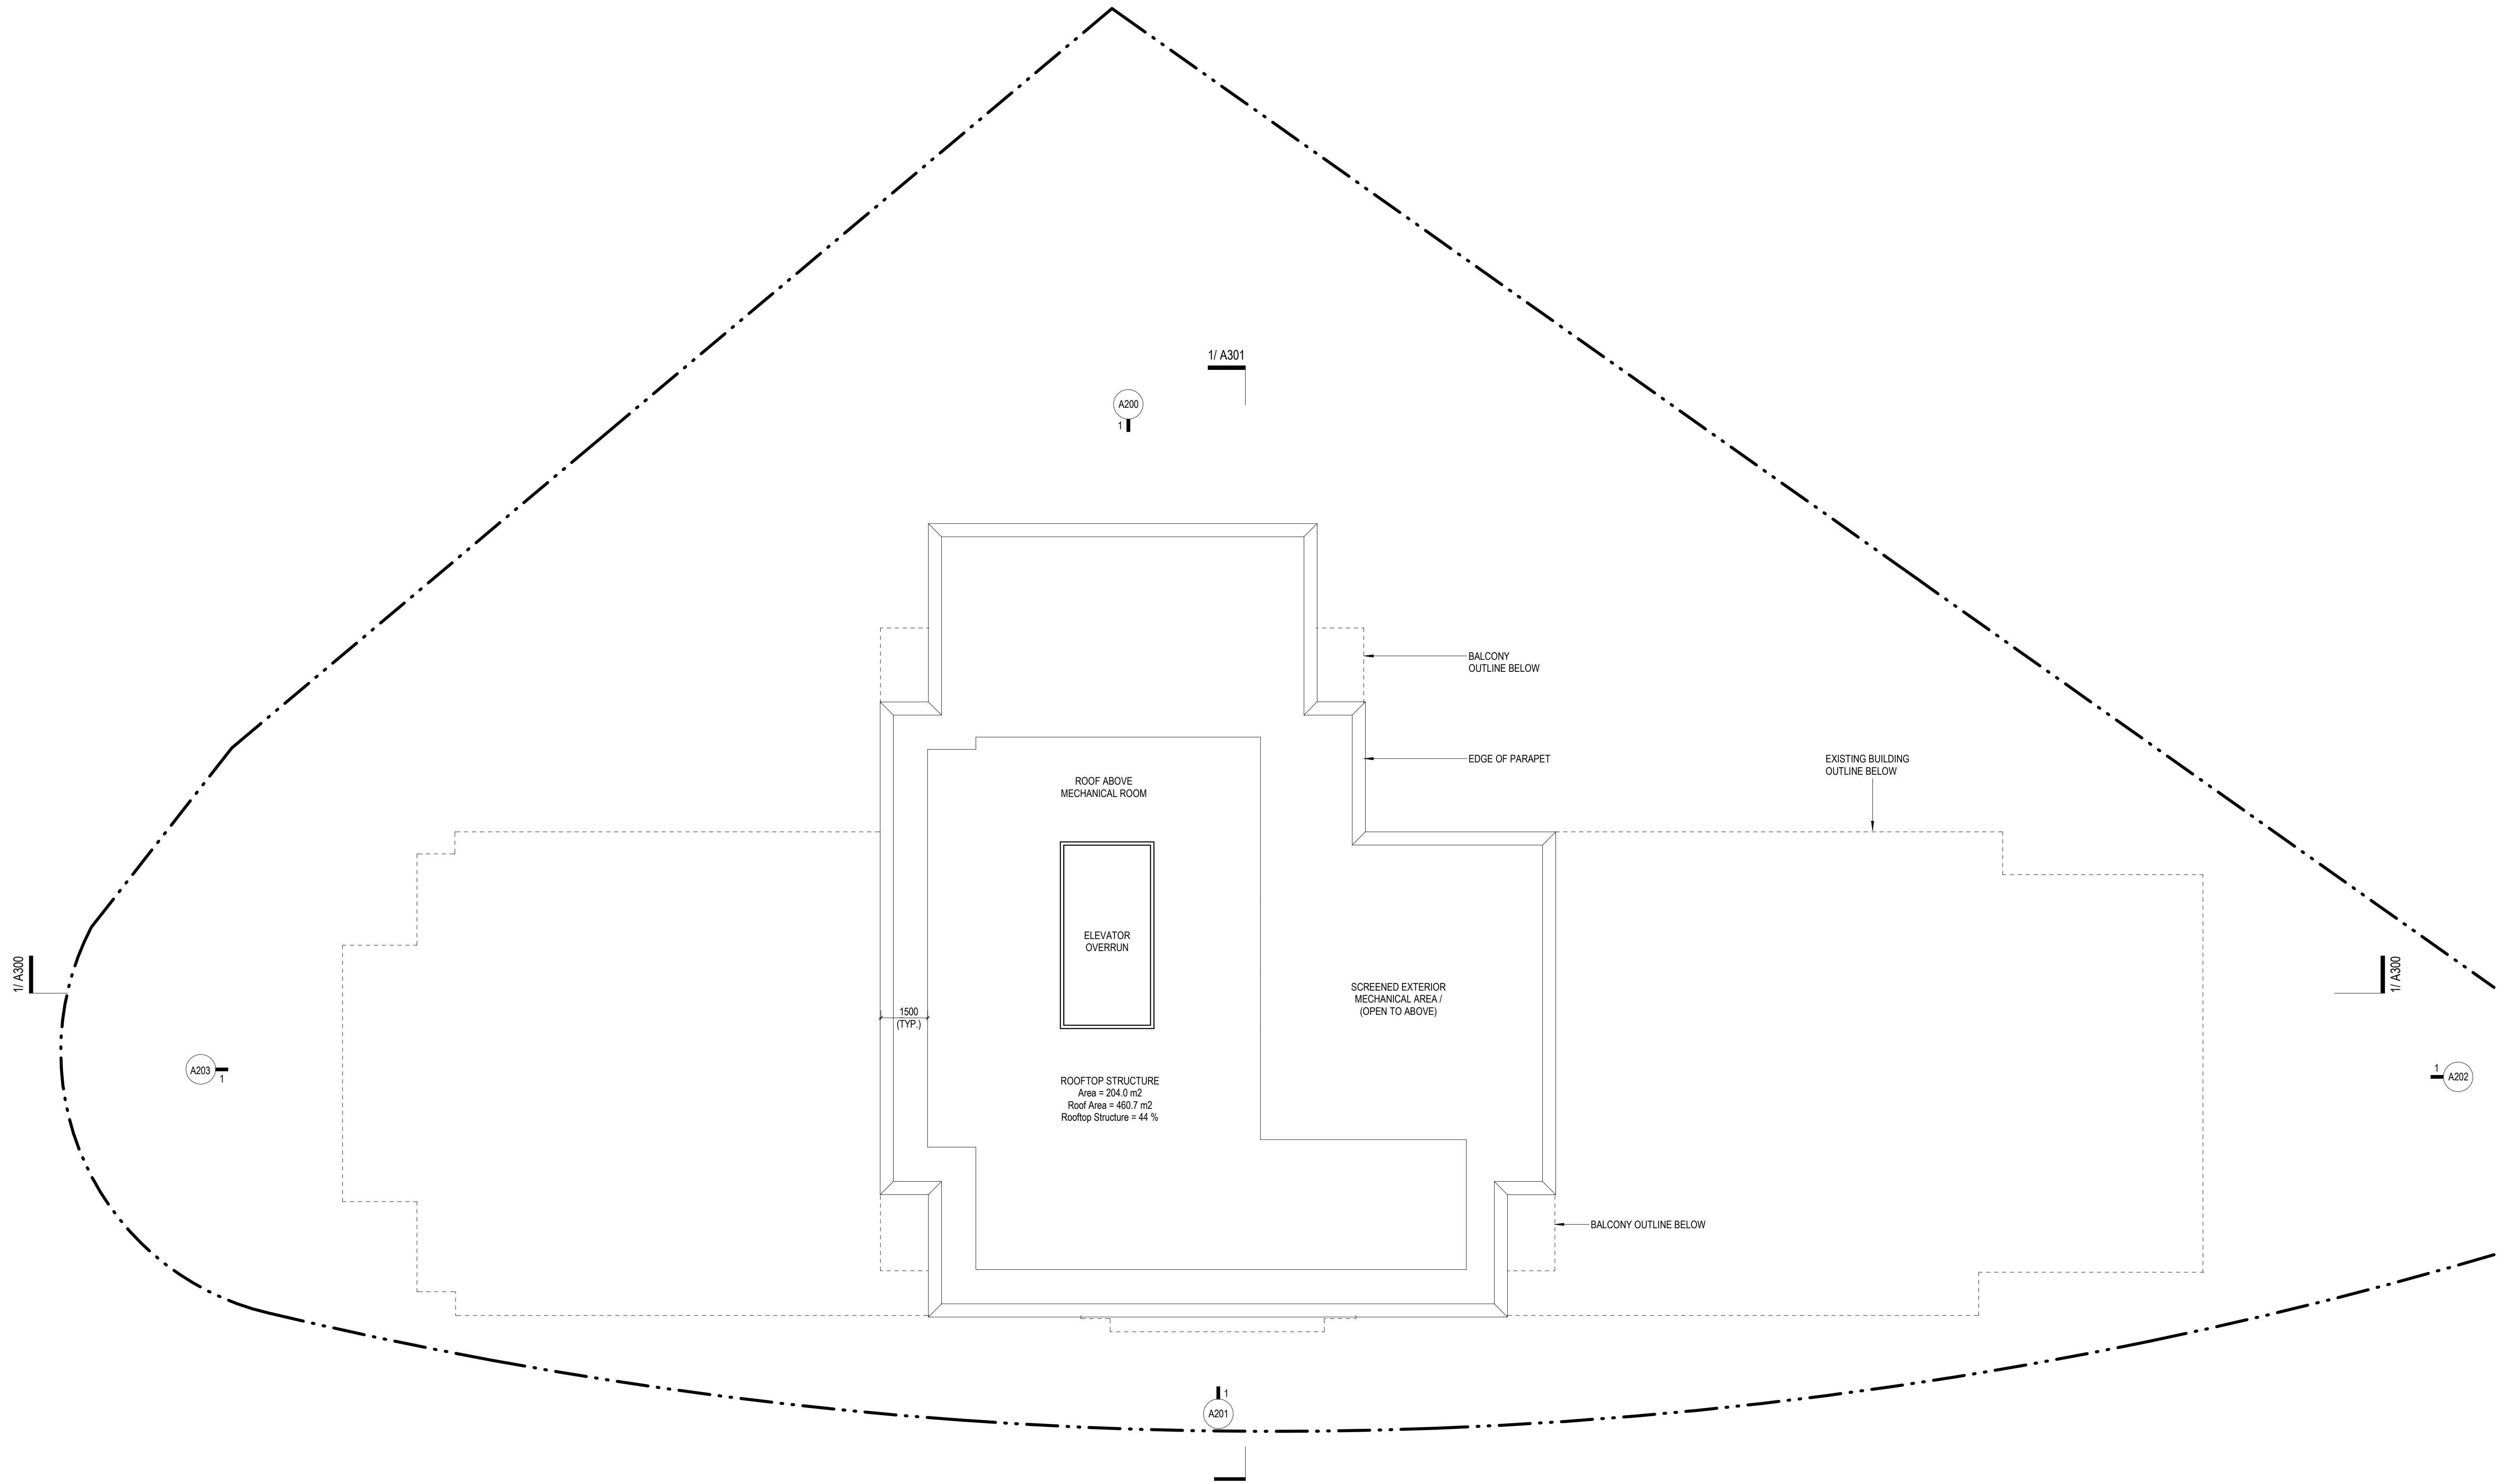 1/ A301
A200
1
BALCONY
OUTLINE BELOW
EDGE OF PARAPET
EXISTING BUILDING
OUTLINE BELOW
ROOF ABOVE
MECHANICAL ROOM
ELEVATOR
OVERRUN
1/ A300
1/ A300
SCREENED EXTERIOR
MECHANICAL AREA /
(OPEN TO ABOVE)
1500
(TYP.)
A203
1
1
A202
ROOFTOP STRUCTURE
Area = 204.0 m2
Roof Area = 460.7 m2
Rooftop Structure = 44 %
BALCONY OUTLINE BELOW
1
A201